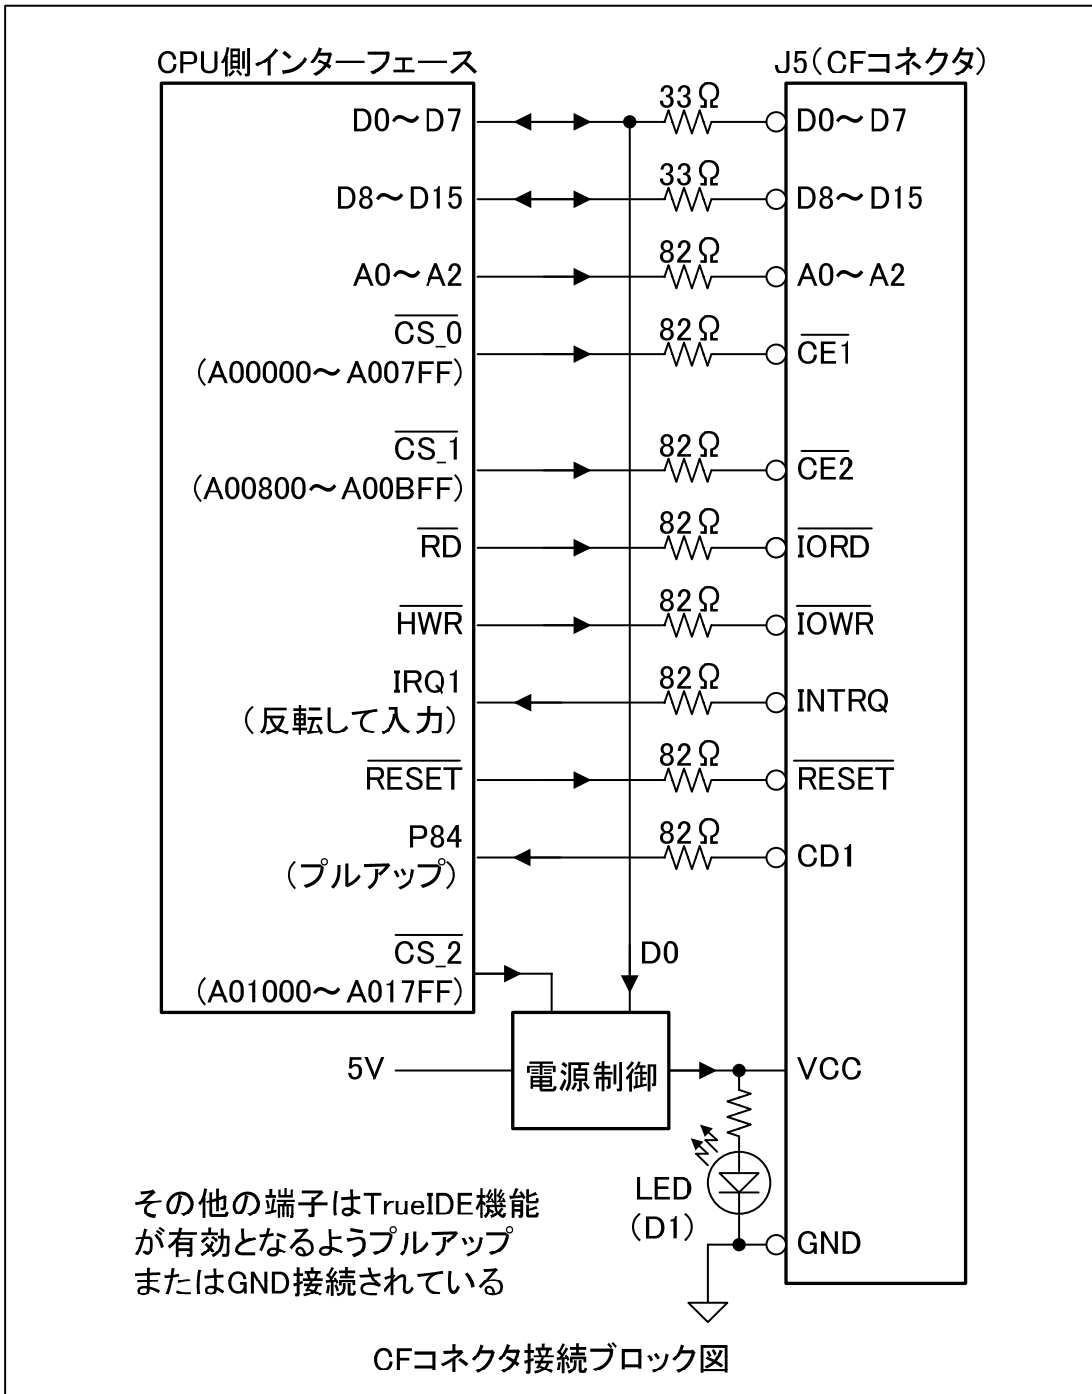 CPU側インターフェース
J5(CFコネクタ)
D0～D7
33Ω
D0～D7
D8～D15
33Ω
D8～D15
A0～A2
82Ω
A0～A2
CS_0
(A00000～A007FF)
82Ω
CE1
CS_1
(A00800～A00BFF)
82Ω
CE2
RD
82Ω
IORD
HWR
82Ω
IOWR
IRQ1
(反転して入力)
82Ω
INTRQ
RESET
82Ω
RESET
P84
(プルアップ)
82Ω
CD1
CS_2
(A01000～A017FF)
D0
5V
電源制御
VCC
LED
(D1)
GND
その他の端子はTrueIDE機能
が有効となるようプルアップ
またはGND接続されている
CFコネクタ接続ブロック図